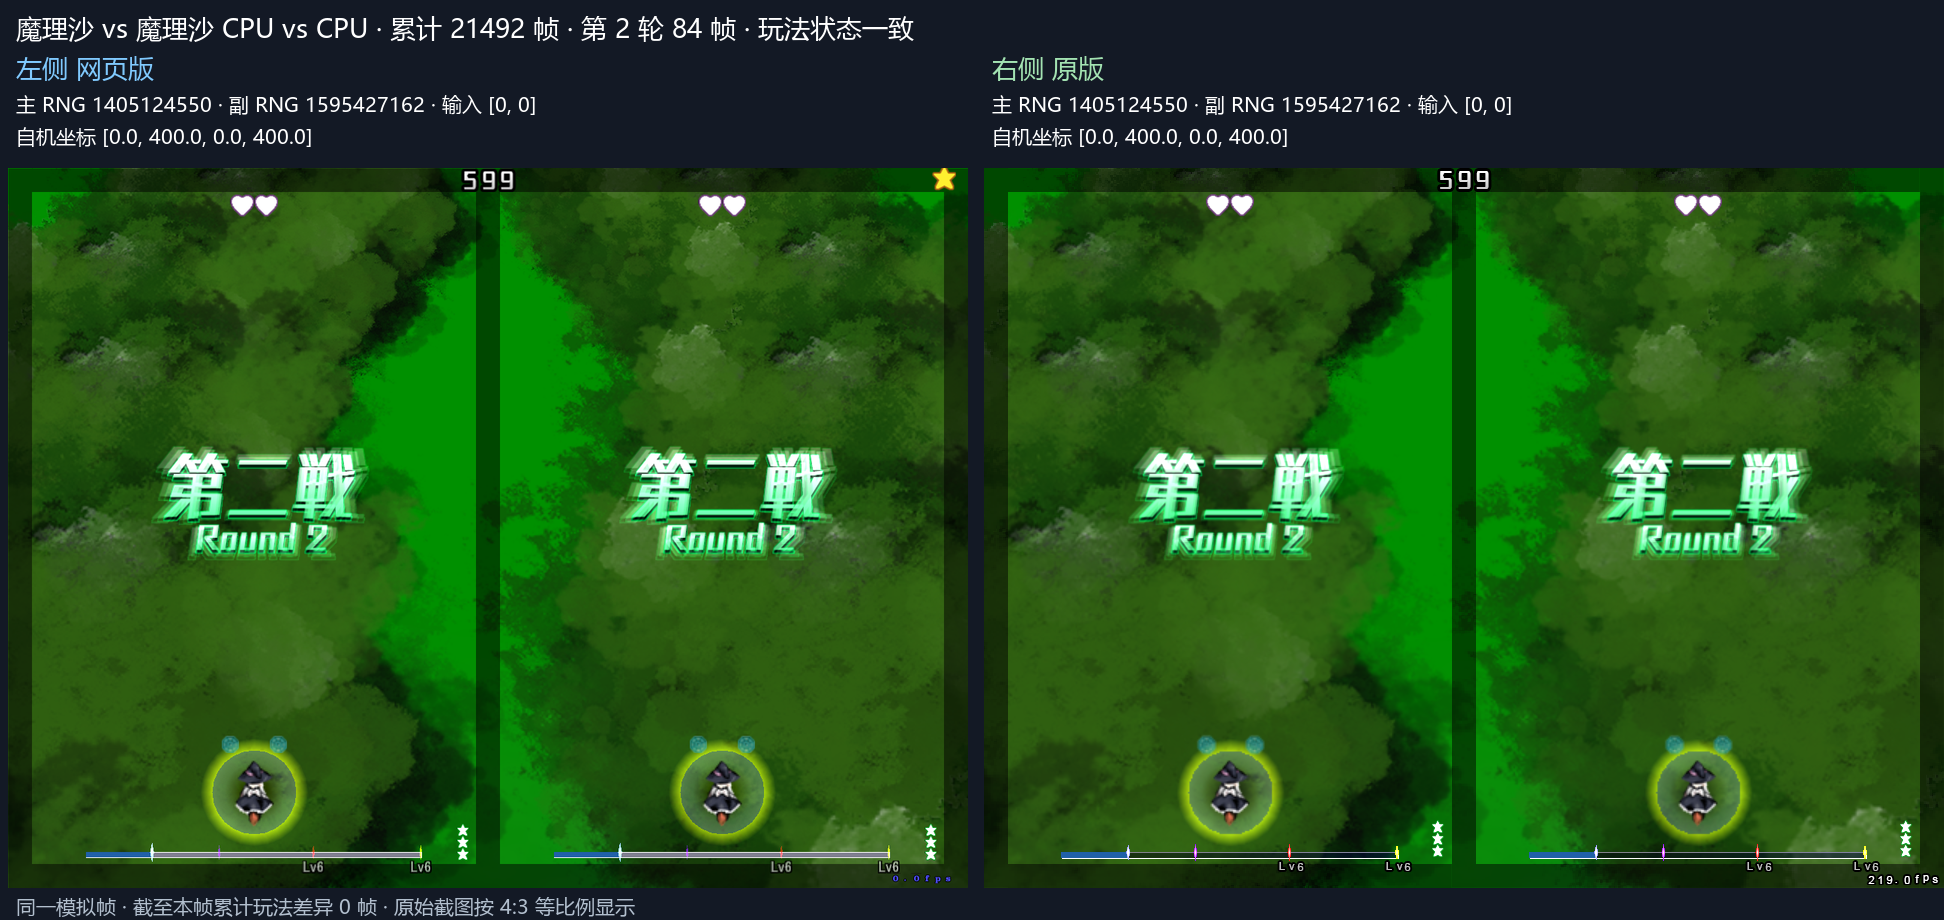 魔理沙 vs 魔理沙 CPU vs CPU · 累计 21492 帧 · 第 2 轮 84 帧 · 玩法状态一致
左侧 网页版
主 RNG 1405124550 · 副 RNG 1595427162 · 输入 [0, 0]
自机坐标 [0.0, 400.0, 0.0, 400.0]
右侧 原版
主 RNG 1405124550 · 副 RNG 1595427162 · 输入 [0, 0]
自机坐标 [0.0, 400.0, 0.0, 400.0]
599
第二戦
Round 2
第二戦
Round 2
Lv6
Lv6
Lv6
Lv6
0.0fps
599
第二戦
Round 2
第二戦
Round 2
Lv6
Lv6
Lv6
Lv6
219.0fps
同一模拟帧 · 截至本帧累计玩法差异 0 帧 · 原始截图按 4:3 等比例显示